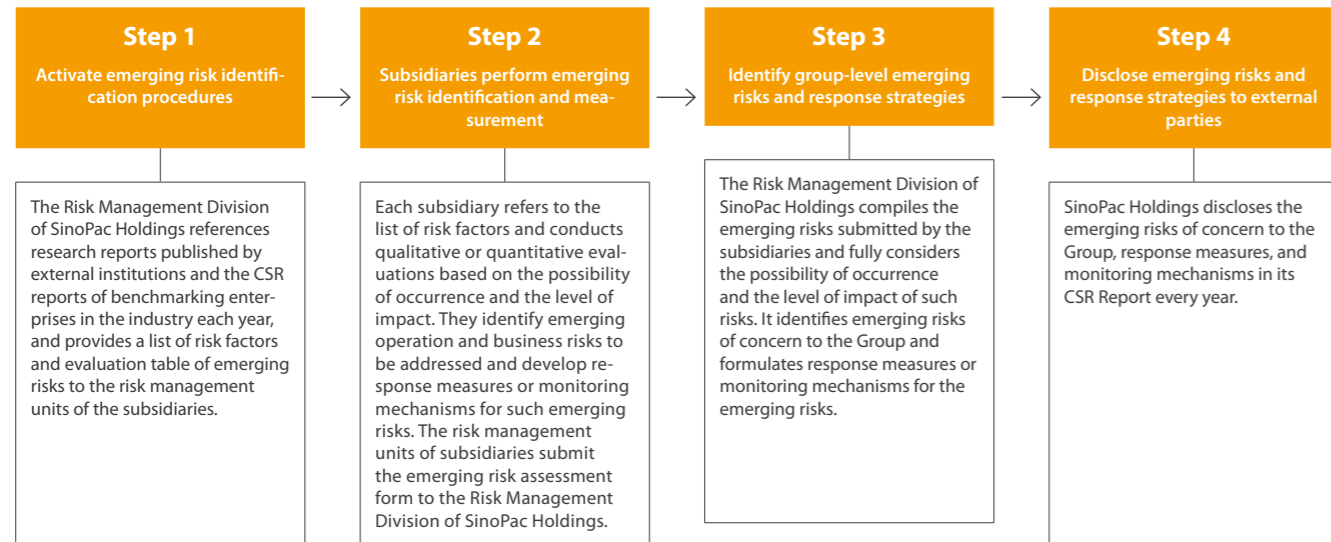 Step 1
Activate emerging risk identifi-
cation procedures
The Risk Management Division
of SinoPac Holdings references
research reports published by
external institutions and the CSR
reports of benchmarking enter-
prises in the industry each year,
and provides a list of risk factors
and evaluation table of emerging
risks to the risk management
units of the subsidiaries.
Step 2
Subsidiaries perform emerging
risk identification and mea-
surement
Each subsidiary refers to the
list of risk factors and conducts
qualitative or quantitative eval-
uations based on the possibility
of occurrence and the level of
impact. They identify emerging
operation and business risks to
be addressed and develop re-
sponse measures or monitoring
mechanisms for such emerging
risks. The risk management
units of subsidiaries submit
the emerging risk assessment
form to the Risk Management
Division of SinoPac Holdings.
Step 3
Identify group-level emerging
risks and response strategies
The Risk Management Division of
SinoPac Holdings compiles the
emerging risks submitted by the
subsidiaries and fully considers
the possibility of occurrence
and the level of impact of such
risks. It identifies emerging risks
of concern to the Group and
formulates response measures or
monitoring mechanisms for the
emerging risks.
Step 4
Disclose emerging risks and
response strategies to external
parties
SinoPac Holdings discloses the
emerging risks of concern to the
Group, response measures, and
monitoring mechanisms in its
CSR Report every year.